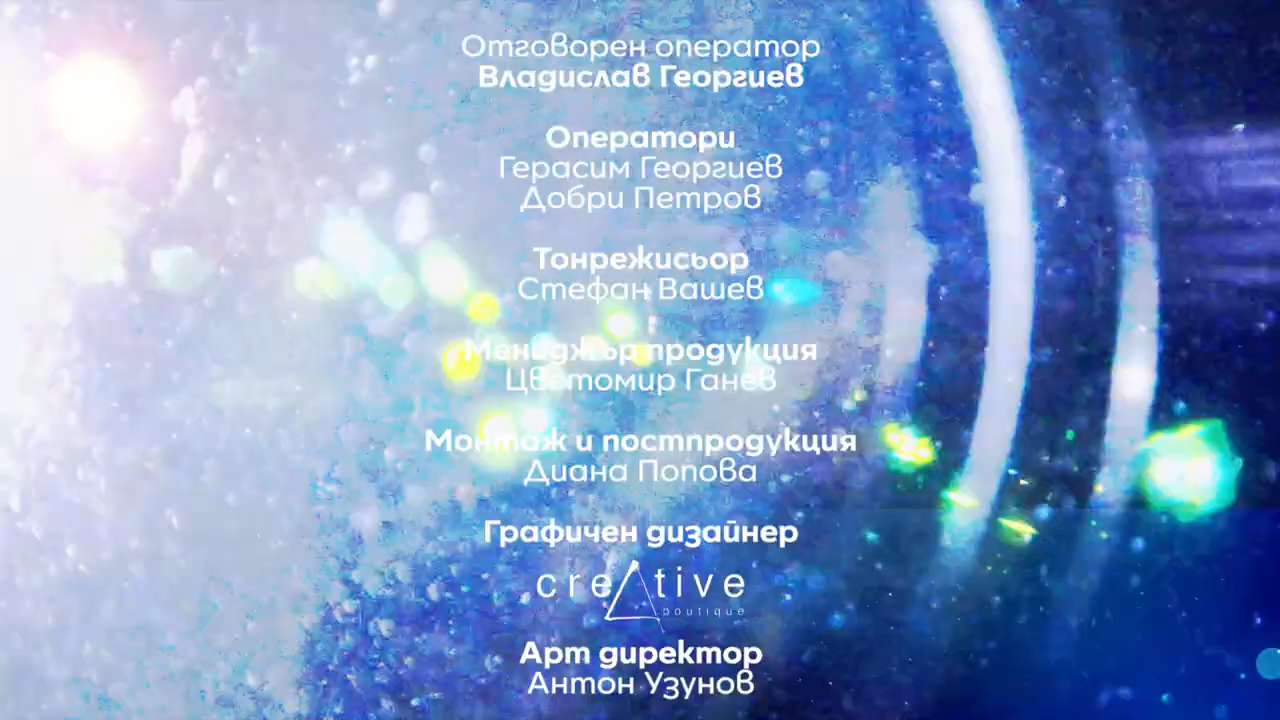 Отговорен оператор
Владислав Георгиев
Оператори
Герасим Георгиев
Добри Петров
Тонрежисьор
Стефан Вашев
Мениджър продукция
Цветомир Ганев
Монтаж и постпродукция
Диана Попова
Графичен дизайнер
creative
boutique
Арт директор
Антон Узунов